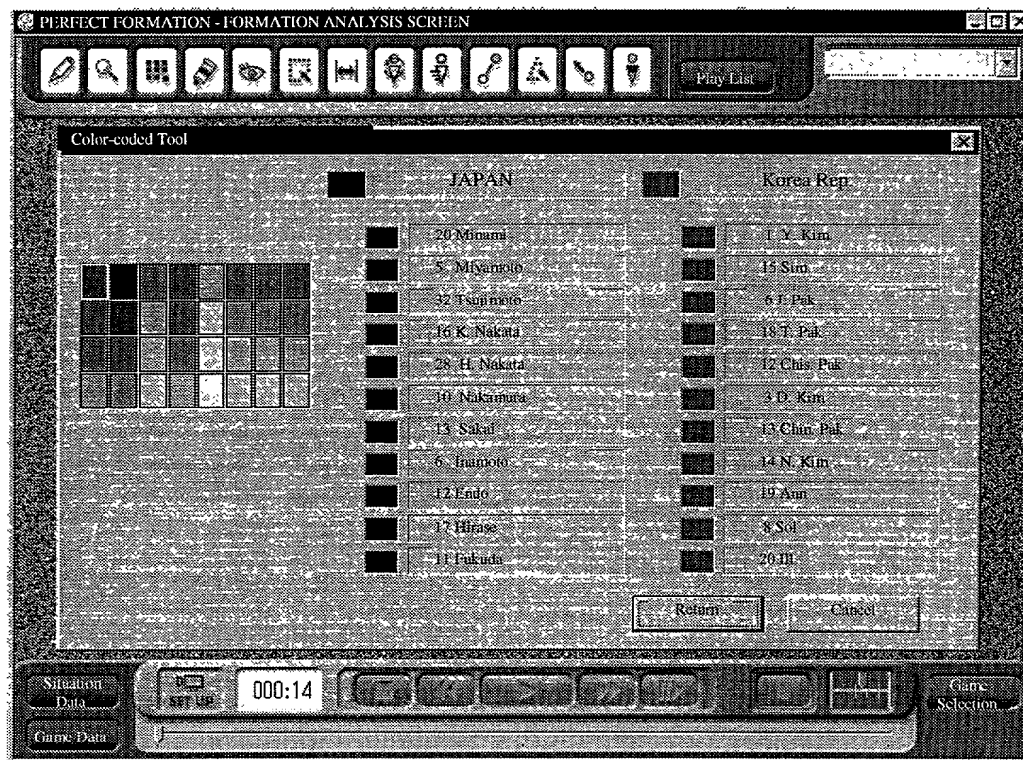 PERFECT FORMATION - FORMATION ANALYSIS SCREEN
Play List
Color-coded Tool
JAPAN Korea Rep.
20 Minami 1 Y. Kim
5 Miyamoto 15 Sim
32 Tsujimoto 6 J. Pak
16 K. Nakata 18 T. Pak
28 H. Nakata 12 Chis. Pak
10 Nakamura 3 D. Kim
13 Sakai 13 Chin. Pak
6 Inamoto 14 N. Kim
12 Endo 19 Ann
17 Hirase 8 Sol
11 Fukuda 20 Ill
Return Cancel
Situation Data SET UP 000:14 Game Selection
Game Data